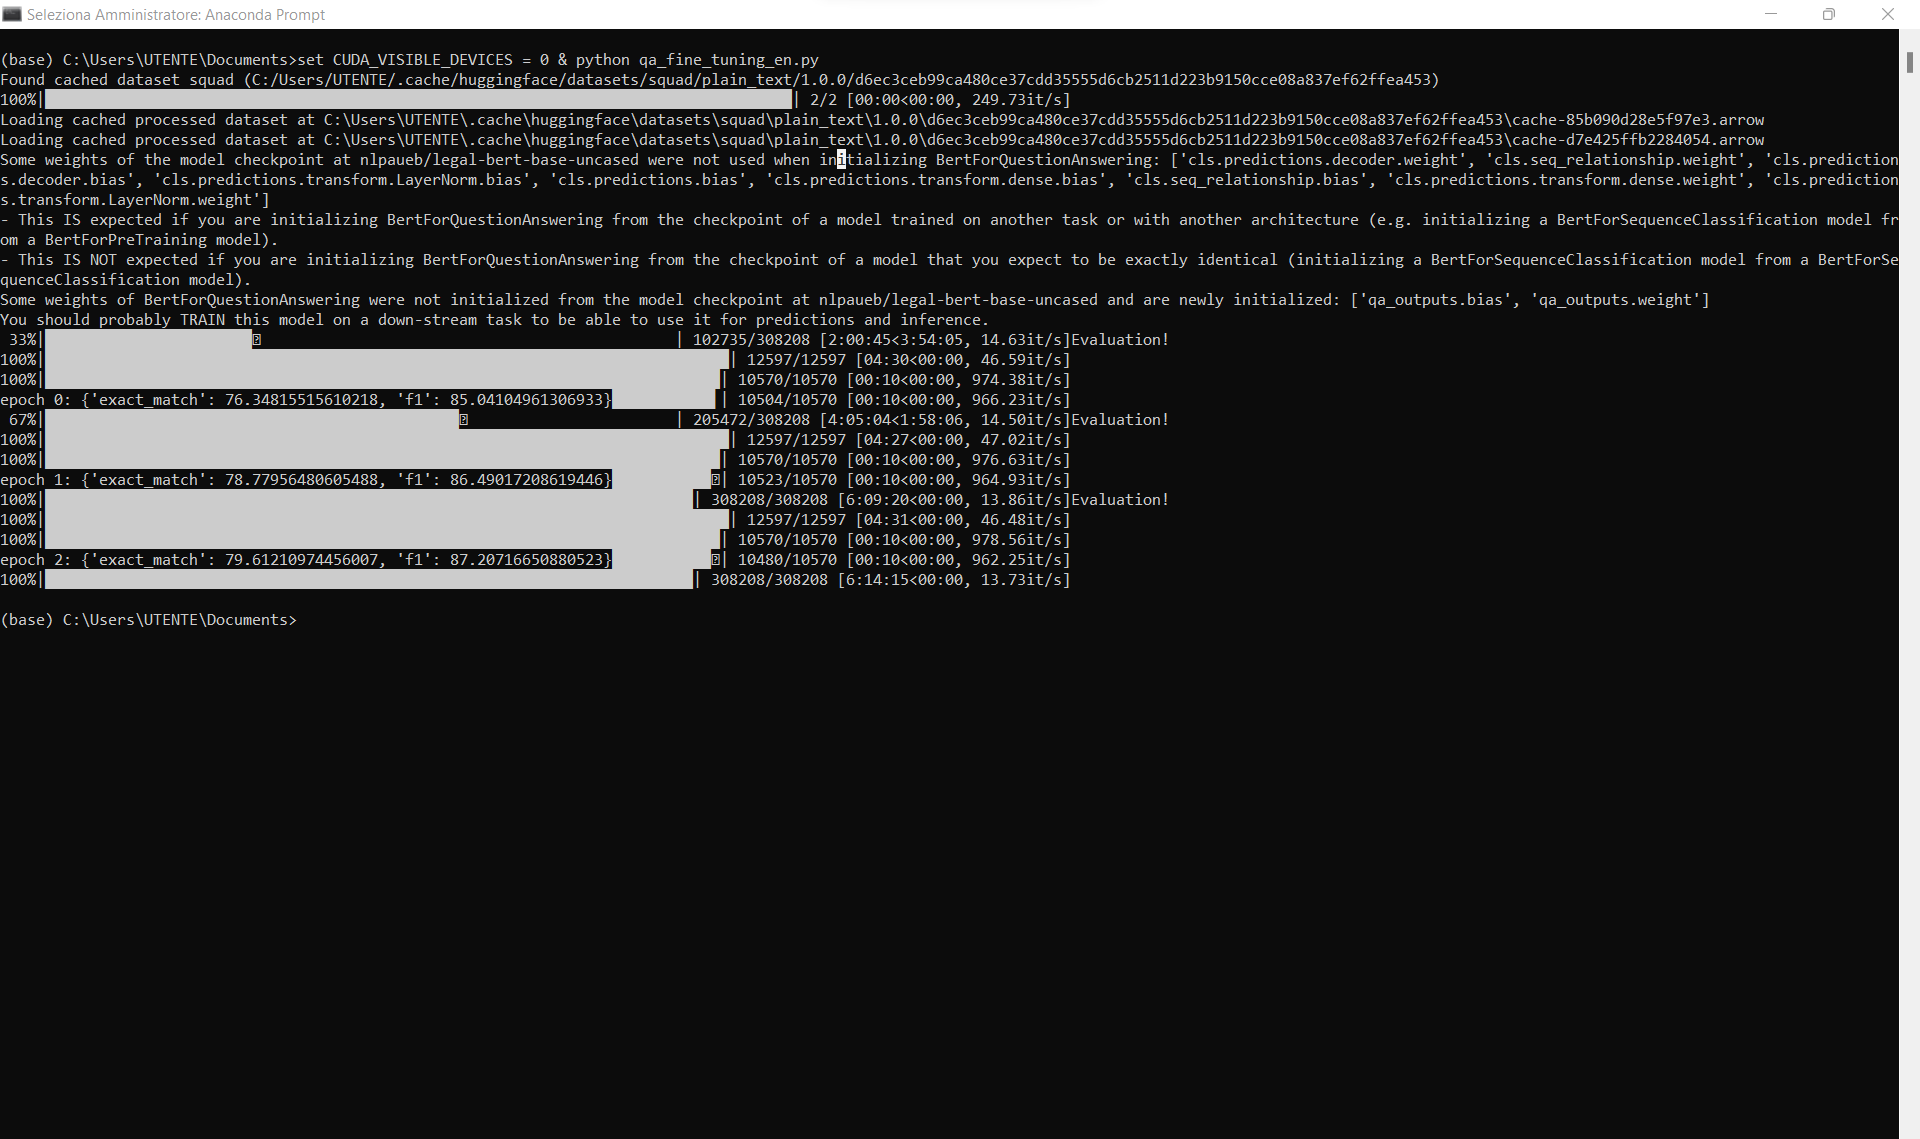 Seleziona Amministratore: Anaconda Prompt
(base) C:\Users\UTENTE\Documents>set CUDA_VISIBLE_DEVICES = 0 & python qa_fine_tuning_en.py
Found cached dataset squad (C:/Users/UTENTE/.cache/huggingface/datasets/squad/plain_text/1.0.0/d6ec3ceb99ca480ce37cdd35555d6cb2511d223b9150cce08a837ef62ffea453)
100%|| 2/2 [00:00<00:00, 249.73it/s]
Loading cached processed dataset at C:\Users\UTENTE\.cache\huggingface\datasets\squad\plain_text\1.0.0\d6ec3ceb99ca480ce37cdd35555d6cb2511d223b9150cce08a837ef62ffea453\cache-85b090d28e5f97e3.arrow
Loading cached processed dataset at C:\Users\UTENTE\.cache\huggingface\datasets\squad\plain_text\1.0.0\d6ec3ceb99ca480ce37cdd35555d6cb2511d223b9150cce08a837ef62ffea453\cache-d7e425ffb2284054.arrow
Some weights of the model checkpoint at nlpaueb/legal-bert-base-uncased were not used when initializing BertForQuestionAnswering: ['cls.predictions.decoder.weight', 'cls.seq_relationship.weight', 'cls.prediction
s.decoder.bias', 'cls.predictions.transform.LayerNorm.bias', 'cls.predictions.bias', 'cls.predictions.transform.dense.bias', 'cls.seq_relationship.bias', 'cls.predictions.transform.dense.weight', 'cls.prediction
s.transform.LayerNorm.weight']
- This IS expected if you are initializing BertForQuestionAnswering from the checkpoint of a model trained on another task or with another architecture (e.g. initializing a BertForSequenceClassification model fr
om a BertForPreTraining model).
- This IS NOT expected if you are initializing BertForQuestionAnswering from the checkpoint of a model that you expect to be exactly identical (initializing a BertForSequenceClassification model from a BertForSe
quenceClassification model).
Some weights of BertForQuestionAnswering were not initialized from the model checkpoint at nlpaueb/legal-bert-base-uncased and are newly initialized: ['qa_outputs.bias', 'qa_outputs.weight']
You should probably TRAIN this model on a down-stream task to be able to use it for predictions and inference.
33%|| 102735/308208 [2:00:45<3:54:05, 14.63it/s]Evaluation!
100%|| 12597/12597 [04:30<00:00, 46.59it/s]
100%|| 10570/10570 [00:10<00:00, 974.38it/s]
epoch 0: {'exact_match': 76.34815515610218, 'f1': 85.04104961306933}| 10504/10570 [00:10<00:00, 966.23it/s]
67%|| 205472/308208 [4:05:04<1:58:06, 14.50it/s]Evaluation!
100%|| 12597/12597 [04:27<00:00, 47.02it/s]
100%|| 10570/10570 [00:10<00:00, 976.63it/s]
epoch 1: {'exact_match': 78.77956480605488, 'f1': 86.49017208619446}| 10523/10570 [00:10<00:00, 964.93it/s]
100%|| 308208/308208 [6:09:20<00:00, 13.86it/s]Evaluation!
100%|| 12597/12597 [04:31<00:00, 46.48it/s]
100%|| 10570/10570 [00:10<00:00, 978.56it/s]
epoch 2: {'exact_match': 79.61210974456007, 'f1': 87.20716650880523}| 10480/10570 [00:10<00:00, 962.25it/s]
100%|| 308208/308208 [6:14:15<00:00, 13.73it/s]
(base) C:\Users\UTENTE\Documents>